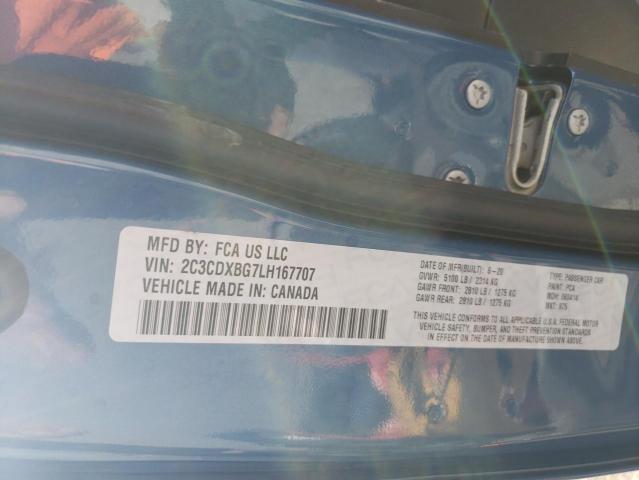 MFD BY: FCA US LLC
VIN: 2C3CDXBG7LH167707
VEHICLE MADE IN: CANADA
DATE OF MFR(BUILT): 6-20
GVWR: 5100 LB / 2314 KG
GAWR FRONT: 2810 LB / 1275 KG
GAWR REAR: 2810 LB / 1275 KG
TYPE: PASSENGER CAR
PAINT: PCA
MDH:
MKT:
THIS VEHICLE CONFORMS TO ALL APPLICABLE U.S. FEDERAL MOTOR
VEHICLE SAFETY, BUMPER, AND THEFT PREVENTION STANDARDS
IN EFFECT ON THE DATE OF MANUFACTURE SHOWN ABOVE.